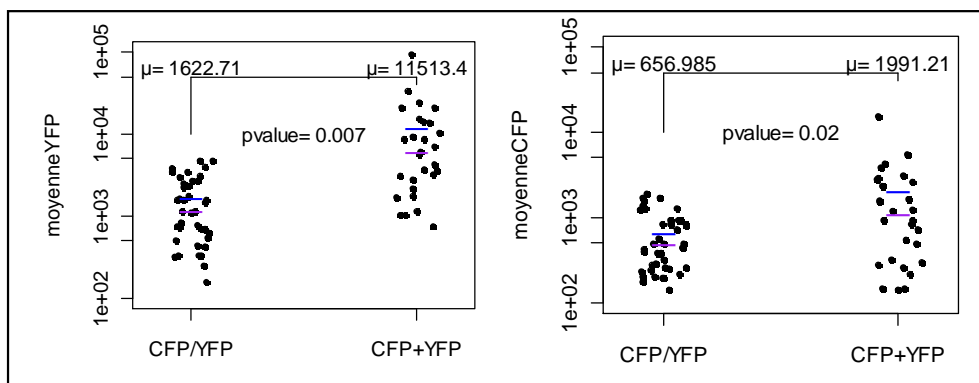 moyenneYFP
1e+05
1e+04
1e+03
1e+02
µ= 1622.71
µ= 11513.4
pvalue= 0.007
CFP/YFP
CFP+YFP
moyenneCFP
1e+05
1e+04
1e+03
1e+02
µ= 656.985
µ= 1991.21
pvalue= 0.02
CFP/YFP
CFP+YFP